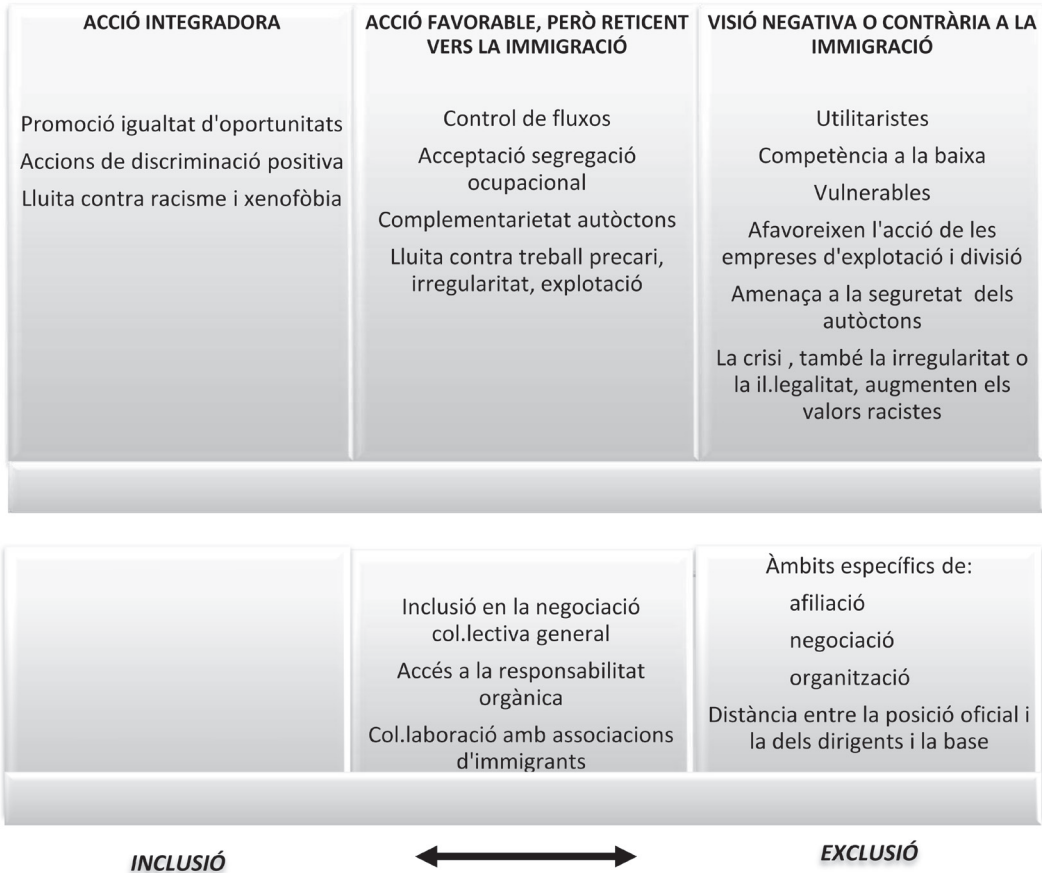 ACCIÓ INTEGRADORA
Promoció igualtat d'oportunitats
Accions de discriminació positiva
Lluita contra racisme i xenofòbia
ACCIÓ FAVORABLE, PERÒ RETICENT
VERS LA IMMIGRACIÓ
Control de fluxos
Acceptació segregació
ocupacional
Complementarietat autòctons
Lluita contra treball precari,
irregularitat, explotació
VISIÓ NEGATIVA O CONTRÀRIA A LA
IMMIGRACIÓ
Utilitaristes
Competència a la baixa
Vulnerables
Afavoreixen l'acció de les
empreses d'explotació i divisió
Amenaça a la seguretat dels
autòctons
La crisi , també la irregularitat o
la il.legalitat, augmenten els
valors racistes
Inclusió en la negociació
col.lectiva general
Accés a la responsabilitat
orgànica
Col.laboració amb associacions
d'immigrants
Àmbits específics de:
afiliació
negociació
organització
Distància entre la posició oficial i
la dels dirigents i la base
INCLUSIÓ
EXCLUSIÓ